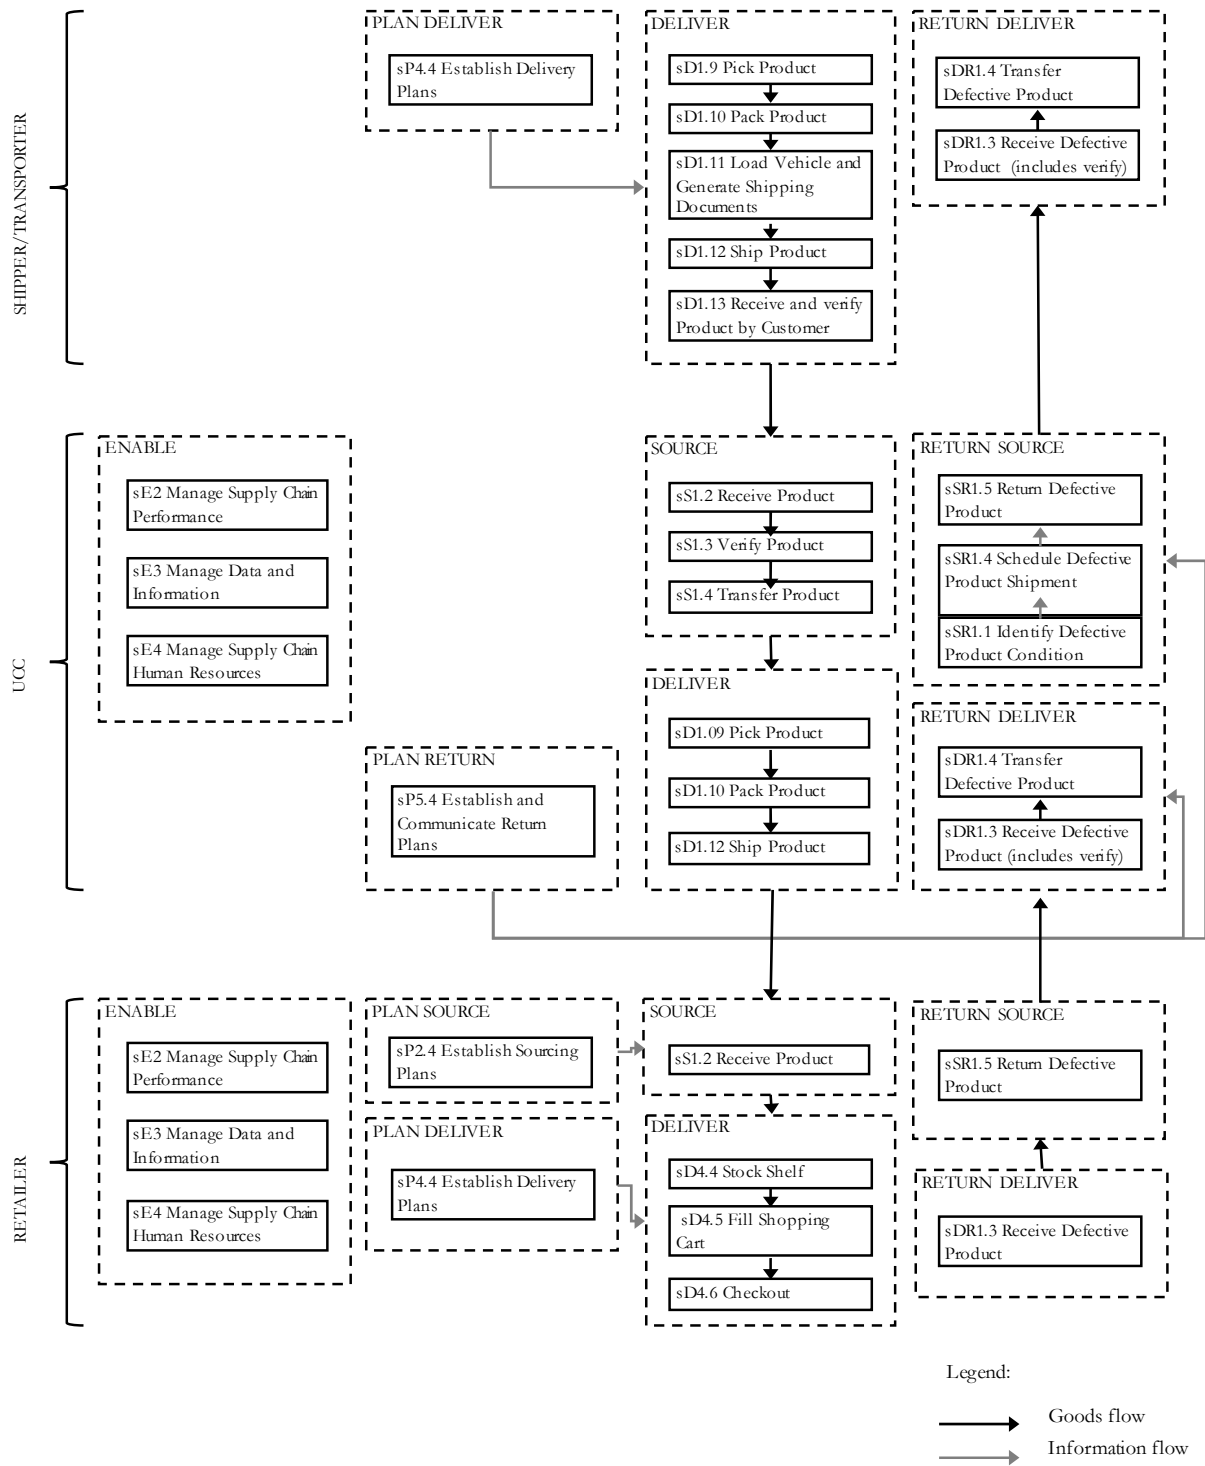 SHIPPER/TRANSPORTER
PLAN DELIVER
sP4.4 Establish Delivery
Plans
DELIVER
sD1.9 Pick Product
sD1.10 Pack Product
sD1.11 Load Vehicle and
Generate Shipping
Documents
sD1.12 Ship Product
sD1.13 Receive and verify
Product by Customer
RETURN DELIVER
sDR1.4 Transfer
Defective Product
sDR1.3 Receive Defective
Product (includes verify)
UCC
ENABLE
sE2 Manage Supply Chain
Performance
sE3 Manage Data and
Information
sE4 Manage Supply Chain
Human Resources
PLAN RETURN
sP5.4 Establish and
Communicate Return
Plans
SOURCE
sS1.2 Receive Product
sS1.3 Verify Product
sS1.4 Transfer Product
DELIVER
sD1.09 Pick Product
sD1.10 Pack Product
sD1.12 Ship Product
RETURN SOURCE
sSR1.5 Return Defective
Product
sSR1.4 Schedule Defective
Product Shipment
sSR1.1 Identify Defective
Product Condition
RETURN DELIVER
sDR1.4 Transfer
Defective Product
sDR1.3 Receive Defective
Product (includes verify)
RETAILER
ENABLE
sE2 Manage Supply Chain
Performance
sE3 Manage Data and
Information
sE4 Manage Supply Chain
Human Resources
PLAN SOURCE
sP2.4 Establish Sourcing
Plans
PLAN DELIVER
sP4.4 Establish Delivery
Plans
SOURCE
sS1.2 Receive Product
DELIVER
sD4.4 Stock Shelf
sD4.5 Fill Shopping
Cart
sD4.6 Checkout
RETURN SOURCE
sSR1.5 Return Defective
Product
RETURN DELIVER
sDR1.3 Receive Defective
Product
Legend:
Goods flow
Information flow